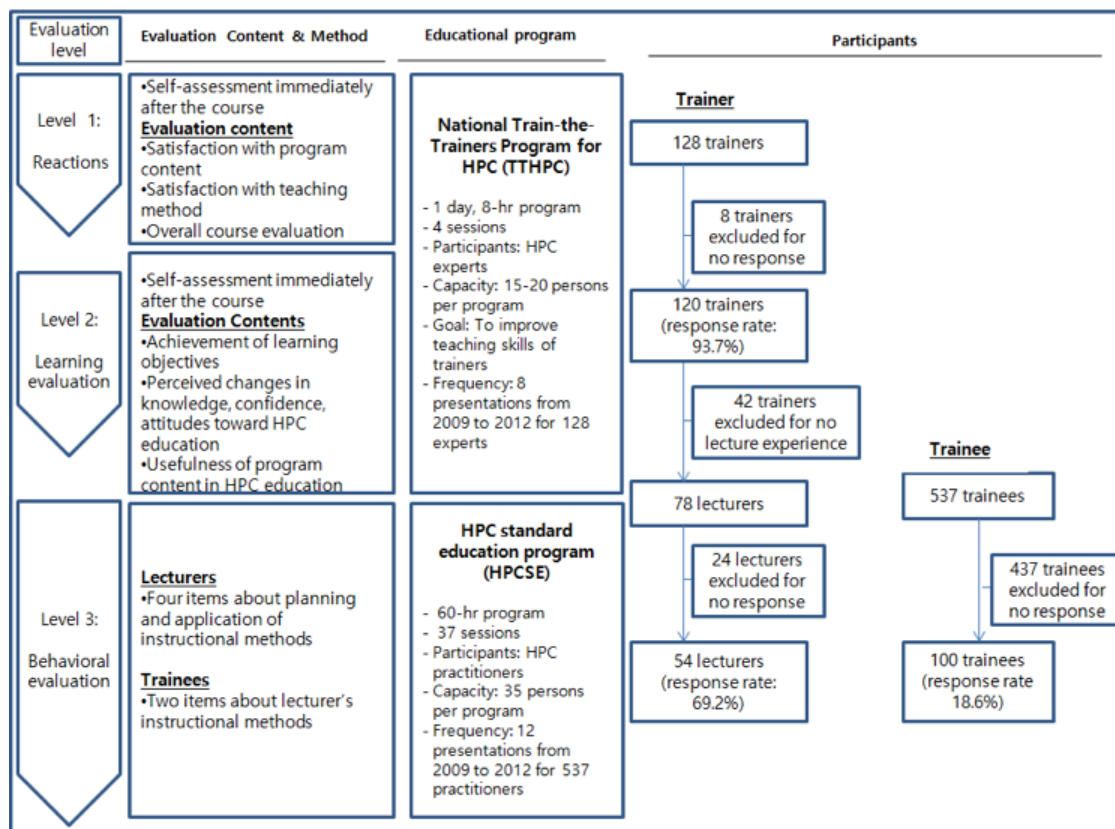 Evaluation
level
Evaluation Content & Method
Educational program
Participants
Level 1:
Reactions
•Self-assessment immediately
after the course
Evaluation content
•Satisfaction with program
content
•Satisfaction with teaching
method
•Overall course evaluation
Level 2:
Learning
evaluation
•Self-assessment immediately
after the course
Evaluation Contents
•Achievement of learning
objectives
•Perceived changes in
knowledge, confidence,
attitudes toward HPC
education
•Usefulness of program
content in HPC education
Level 3:
Behavioral
evaluation
Lecturers
•Four items about planning
and application of
instructional methods
Trainees
•Two items about lecturer's
instructional methods
National Train-the-
Trainers Program for
HPC (TTHPC)
- 1 day, 8-hr program
- 4 sessions
- Participants: HPC
experts
- Capacity: 15-20 persons
per program
- Goal: To improve
teaching skills of
trainers
- Frequency: 8
presentations from
2009 to 2012 for 128
experts
HPC standard
education program
(HPCSE)
- 60-hr program
- 37 sessions
- Participants: HPC
practitioners
- Capacity: 35 persons
per program
- Frequency: 12
presentations from
2009 to 2012 for 537
practitioners
Trainer
128 trainers
8 trainers
excluded for
no response
120 trainers
(response rate:
93.7%)
42 trainers
excluded for no
lecture experience
78 lecturers
24 lecturers
excluded for
no response
54 lecturers
(response rate:
69.2%)
Trainee
537 trainees
437 trainees
excluded for
no response
100 trainees
(response rate
18.6%)